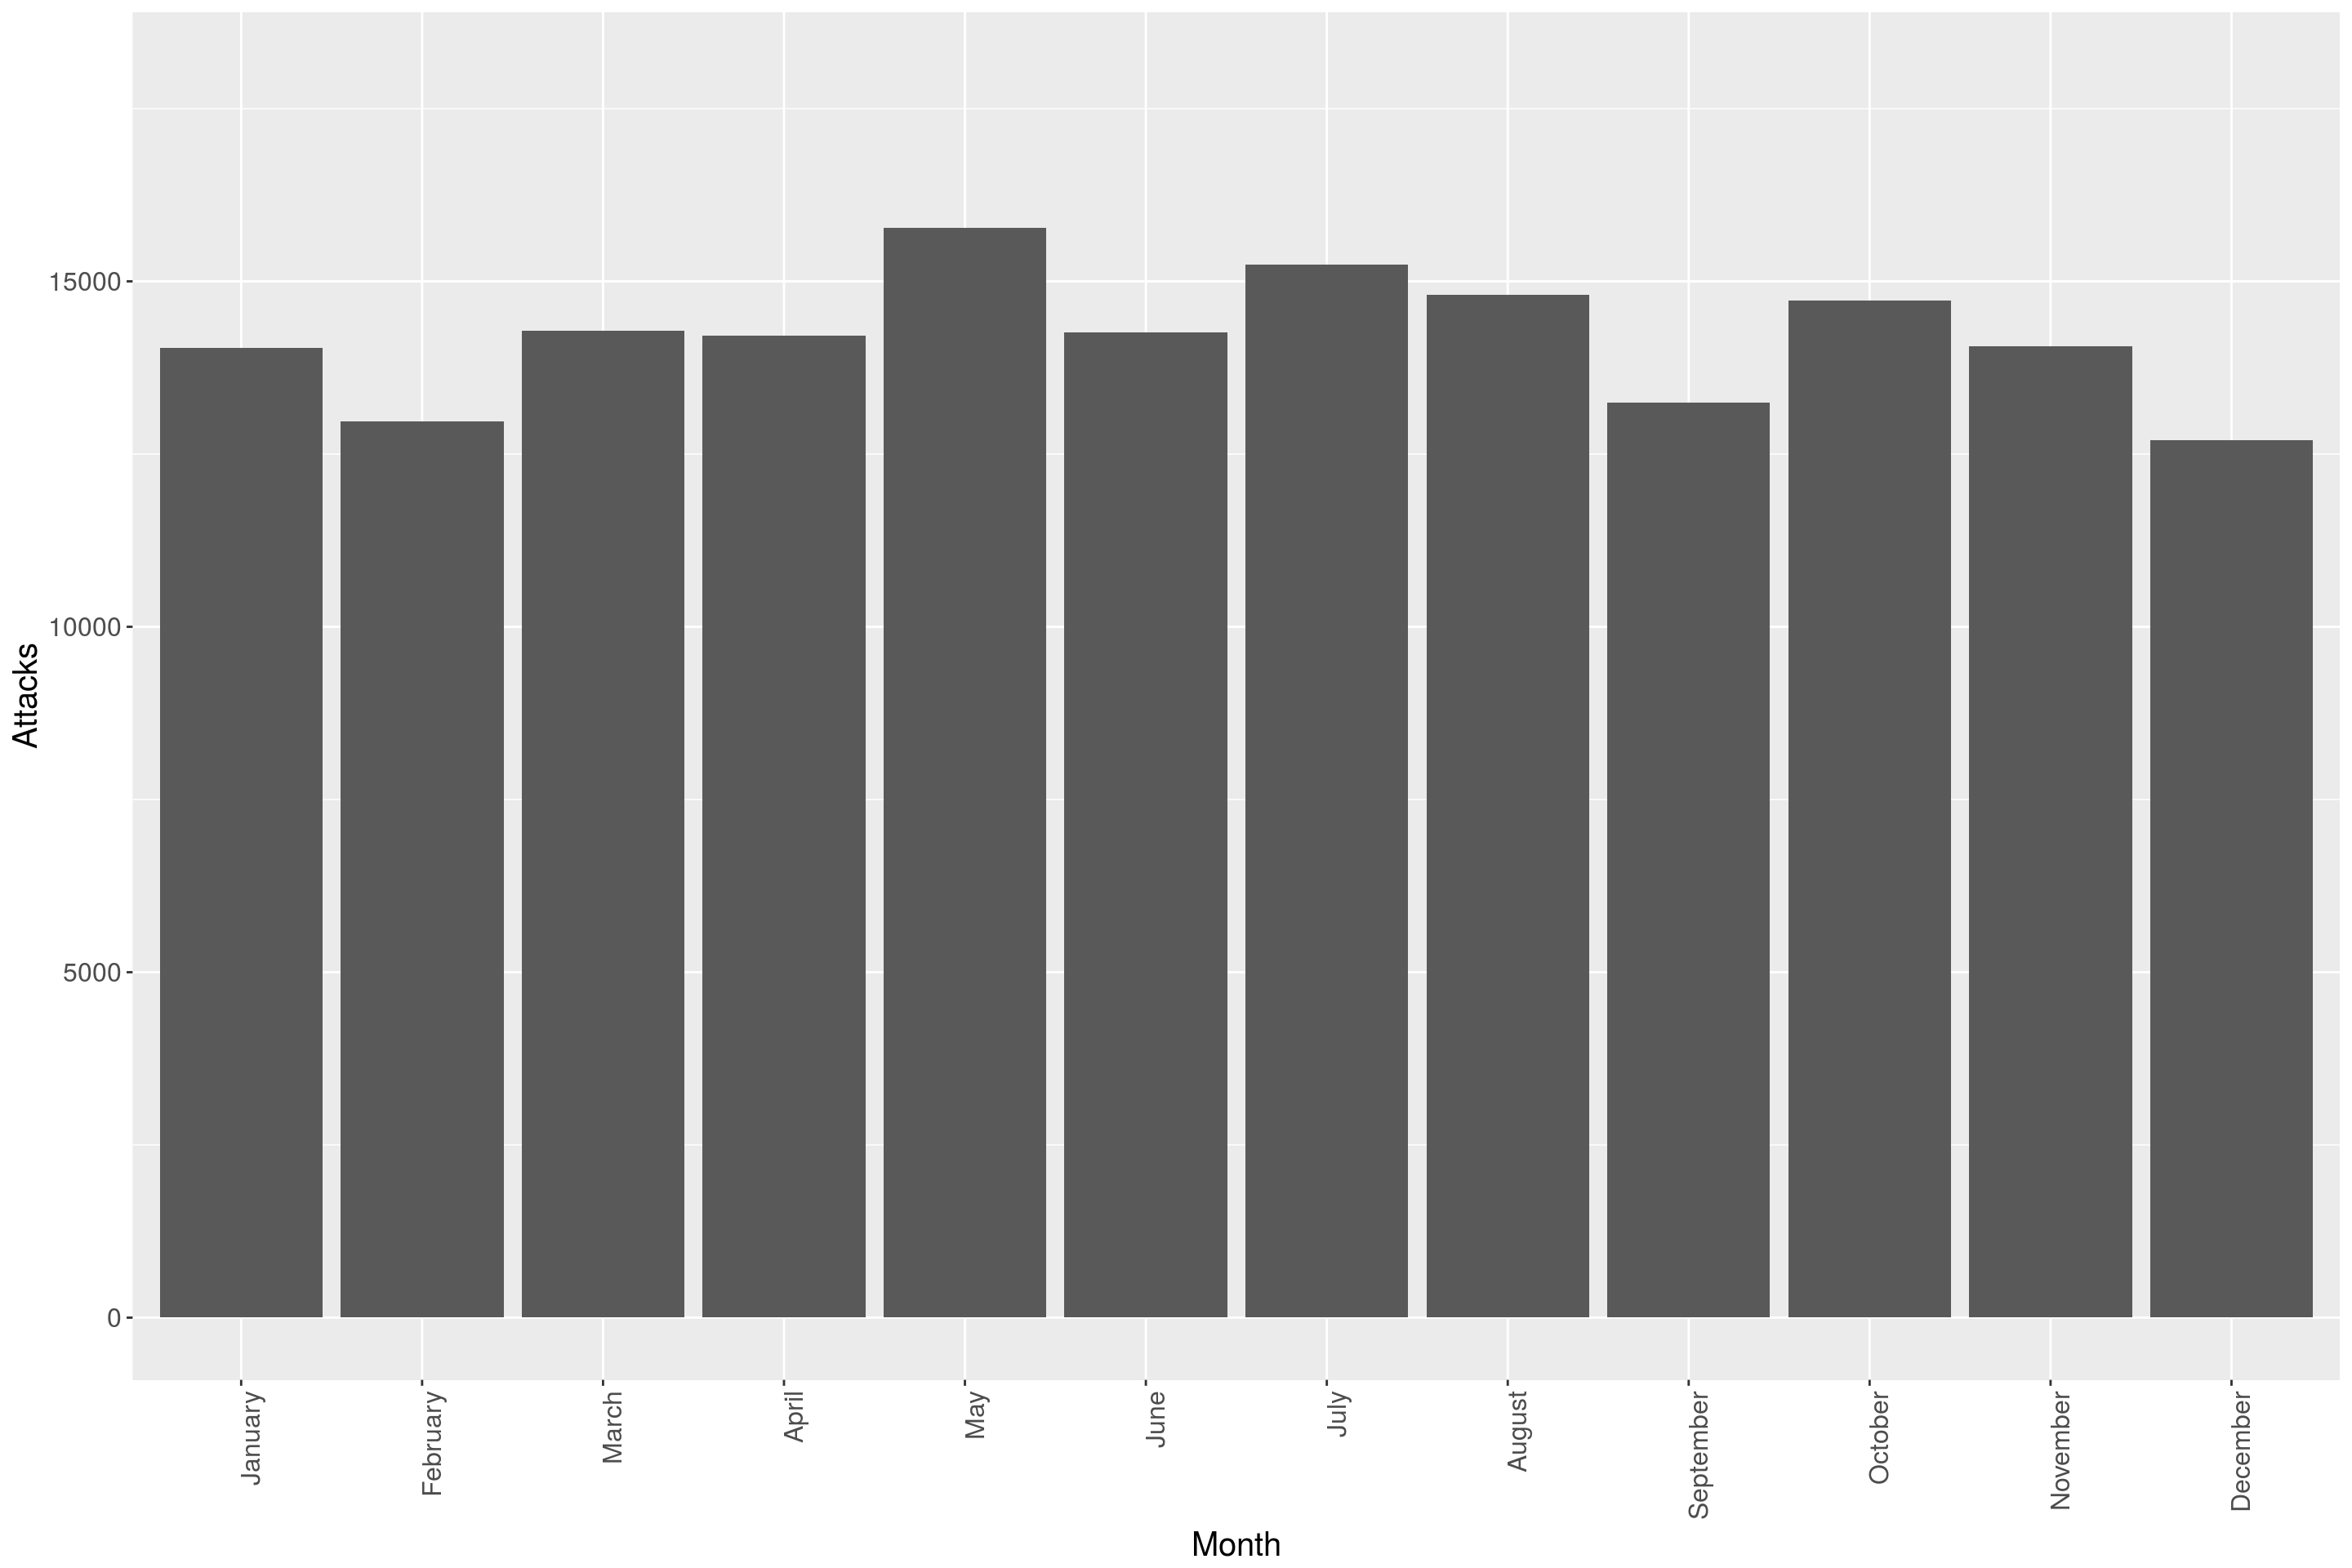 Attacks
15000
10000
5000
0
January
February
March
April
May
June
July
August
September
October
November
December
Month